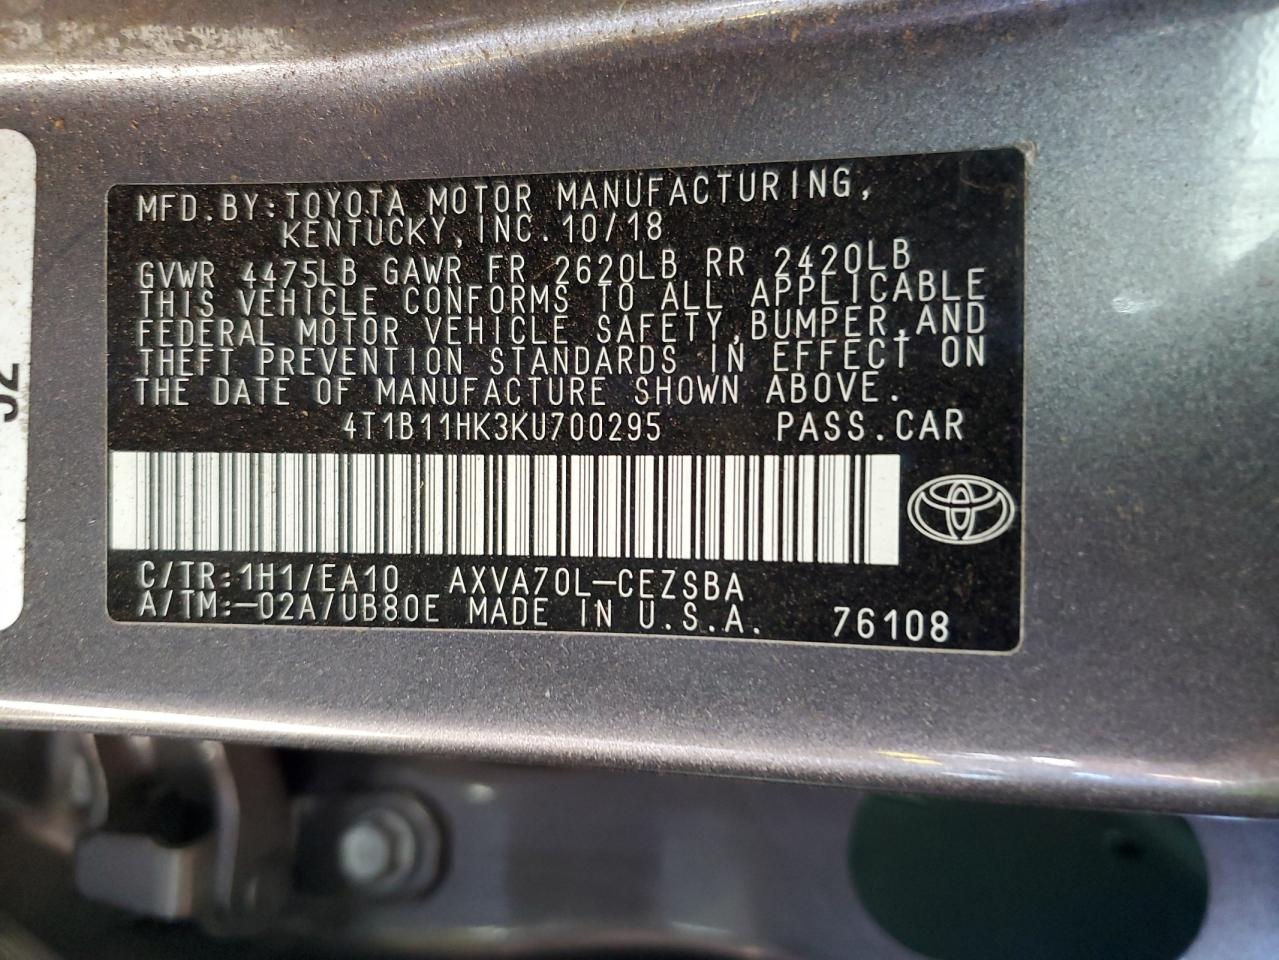 MFD.BY:TOYOTA MOTOR MANUFACTURING,
KENTUCKY,INC.10/18
GVWR 4475LB GAWR FR 2620LB RR 2420LB
THIS VEHICLE CONFORMS TO ALL APPLICABLE
FEDERAL MOTOR VEHICLE SAFETY,BUMPER,AND
THEFT PREVENTION STANDARDS IN EFFECT ON
THE DATE OF MANUFACTURE SHOWN ABOVE.
4T1B11HK3KU700295 PASS.CAR
C/TR:1H1/EA10 AXVA70L-CEZSBA
A/TM:-02A/UB80E MADE IN U.S.A. 76108